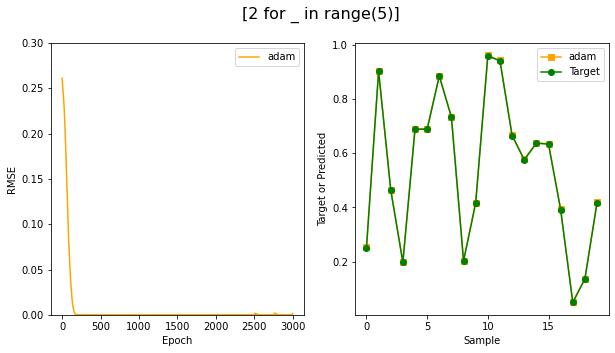 [2 for _ in range(5)]
0.30
0.25
0.20
0.15
0.10
0.05
0.00
RMSE
adam
0 500 1000 1500 2000 2500 3000
Epoch
1.0
0.8
0.6
0.4
0.2
Target or Predicted
adam
Target
0 5 10 15
Sample